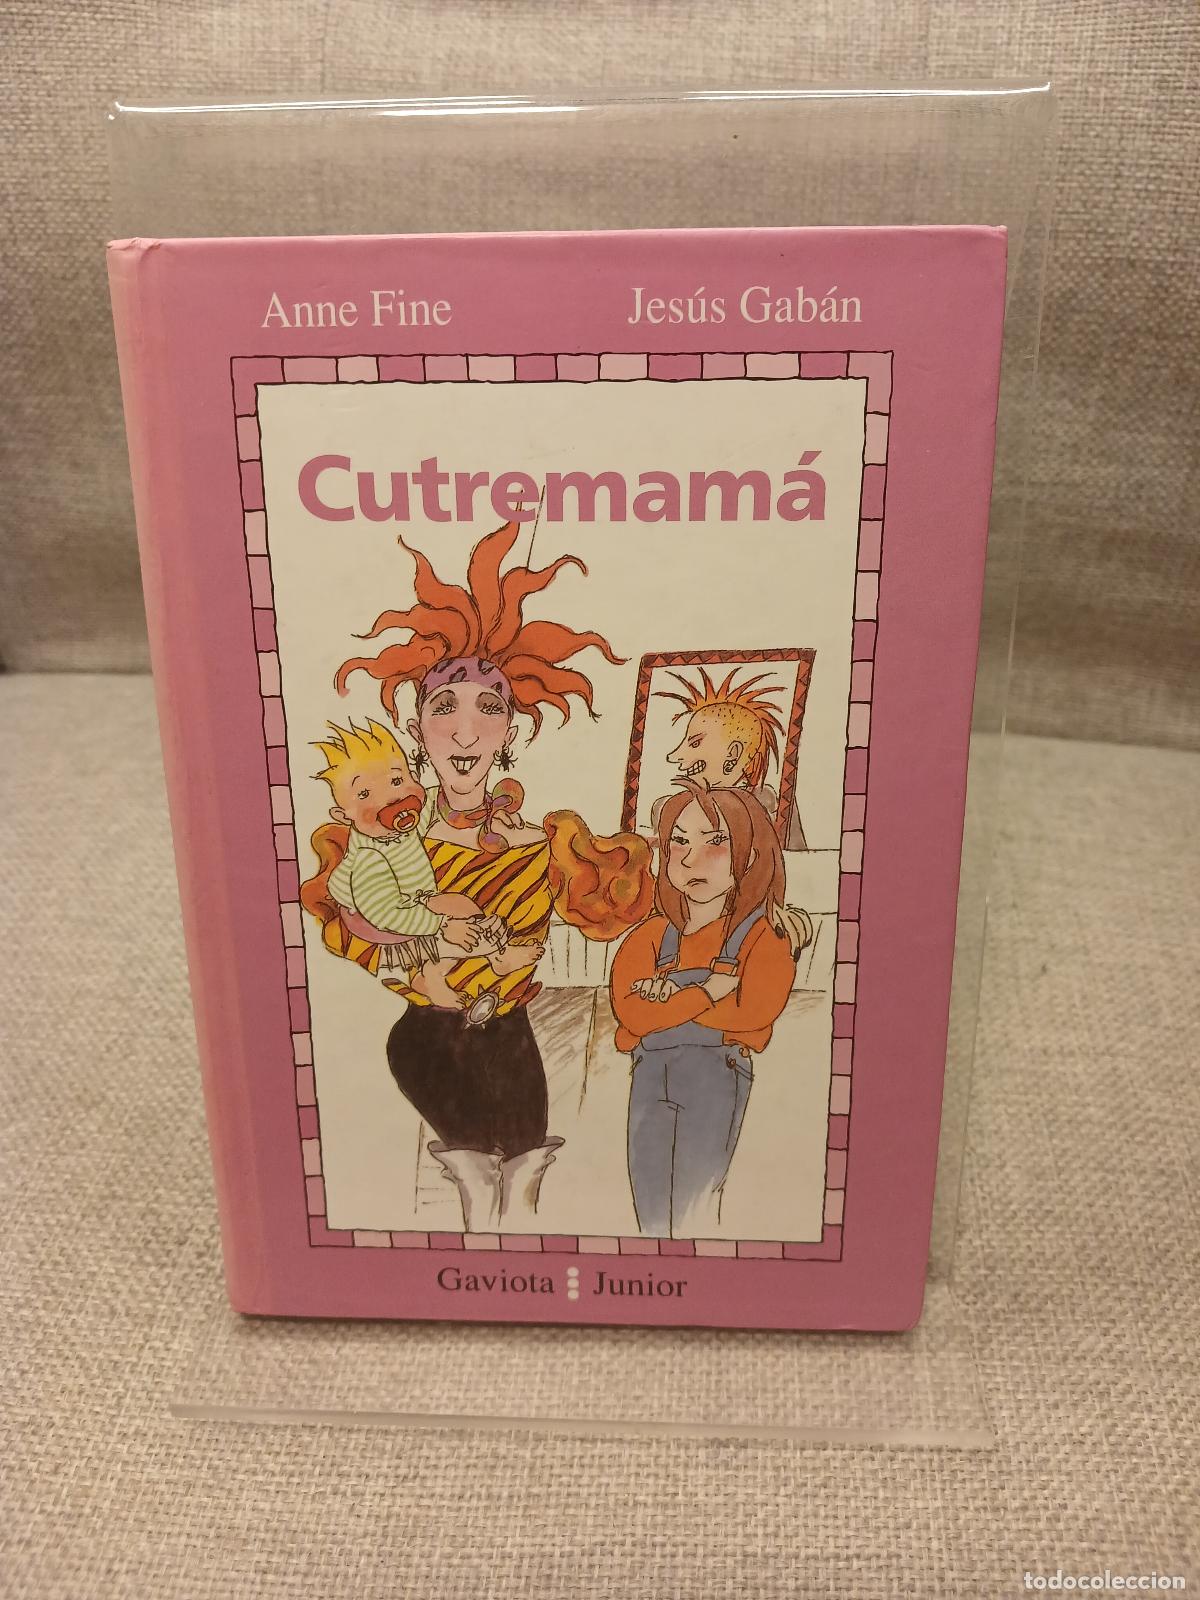 Anne Fine
Jesús Gabán
Cutremamá
Gaviota Junior
todocoleccion